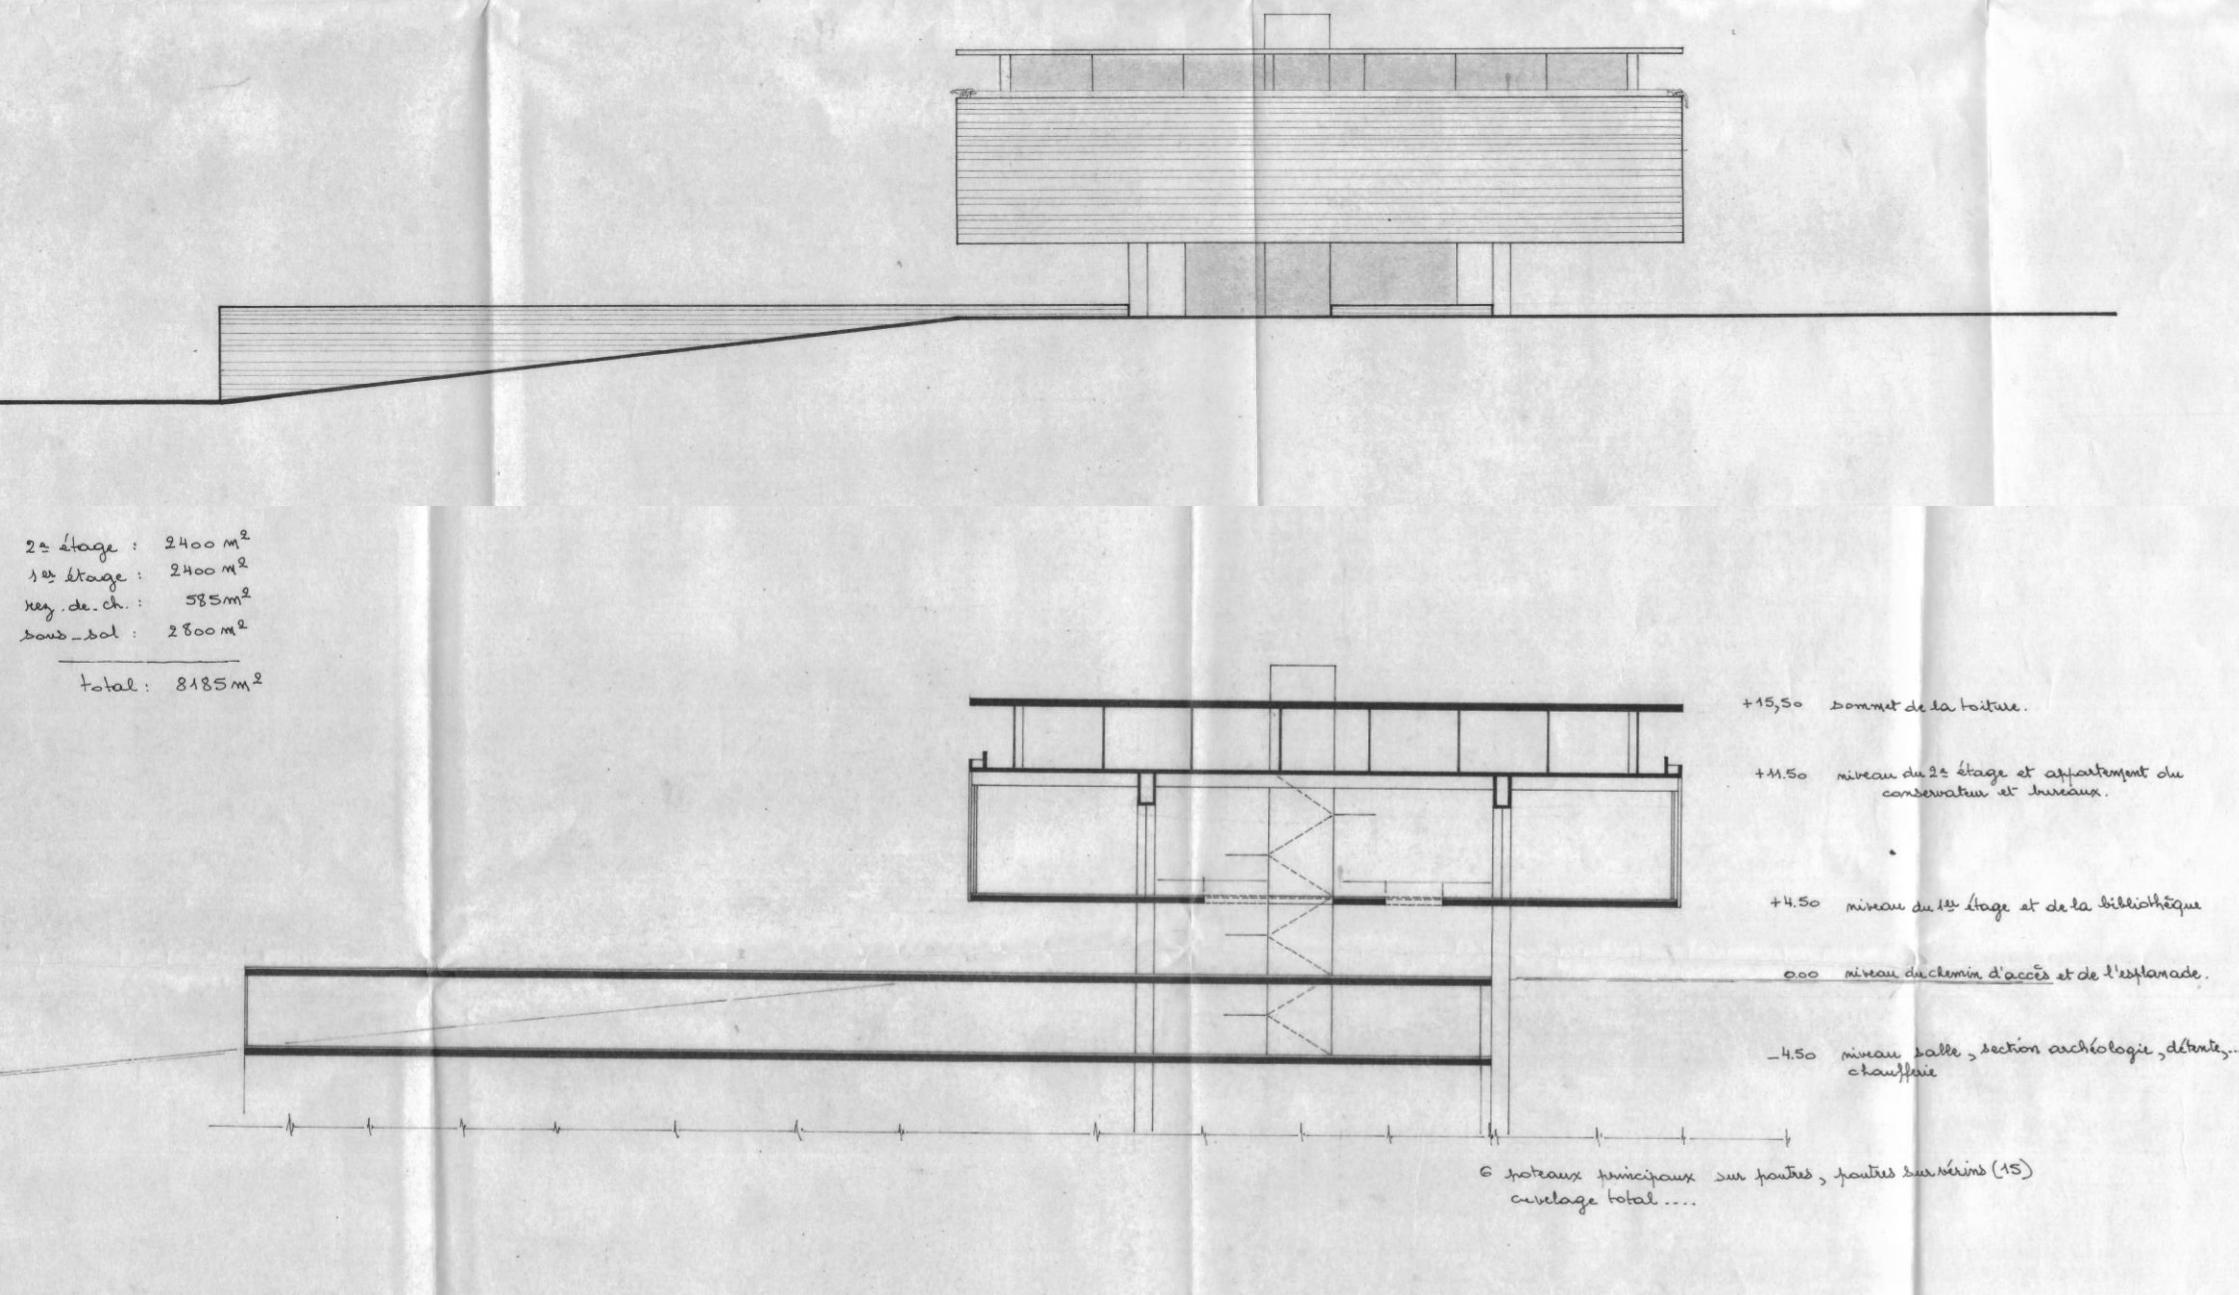 2e étage : 2400 m²
1er étage : 2400 m²
rez.de.ch. : 585 m²
sous-sol : 2800 m²
total : 8185 m²
+15,50 sommet de la toiture.
+11.50 niveau du 2e étage et appartement du
conservateur et bureaux.
+4.50 niveau du 1er étage et de la bibliothèque
0.00 niveau du chemin d'accès et de l'esplanade.
-4.50 niveau salle, section archéologie, détente,...
chaufferie
6 poteaux principaux sur poutres, poutres sur vérins (15)
cuvelage total ....